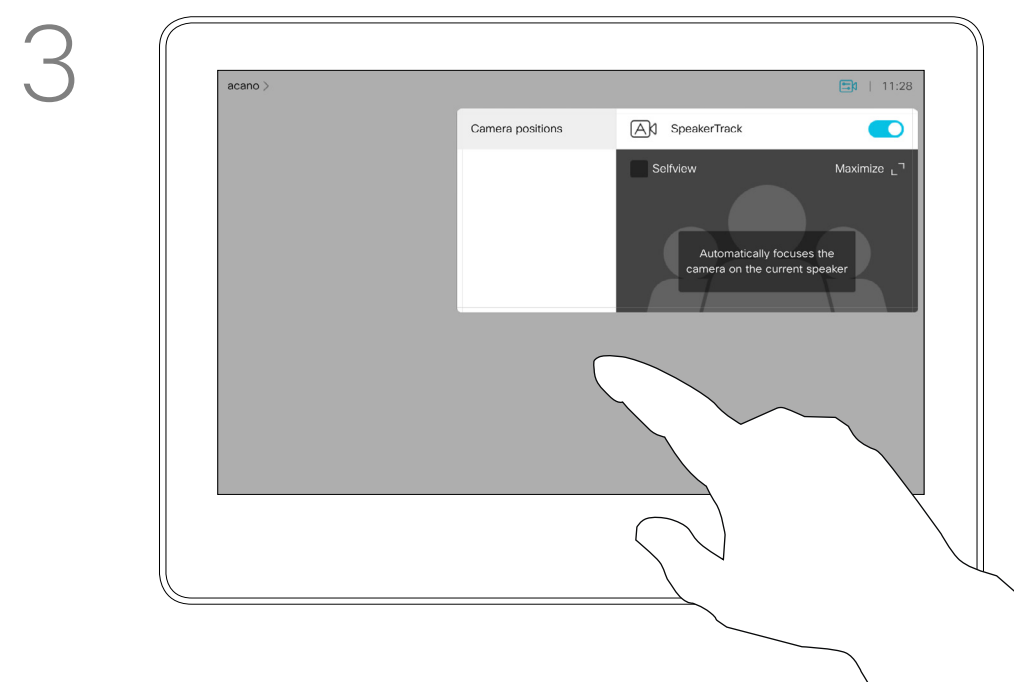 3
acano >
| 11:28
Camera positions
A SpeakerTrack
Selfview
Maximize
Automatically focuses the
camera on the current speaker